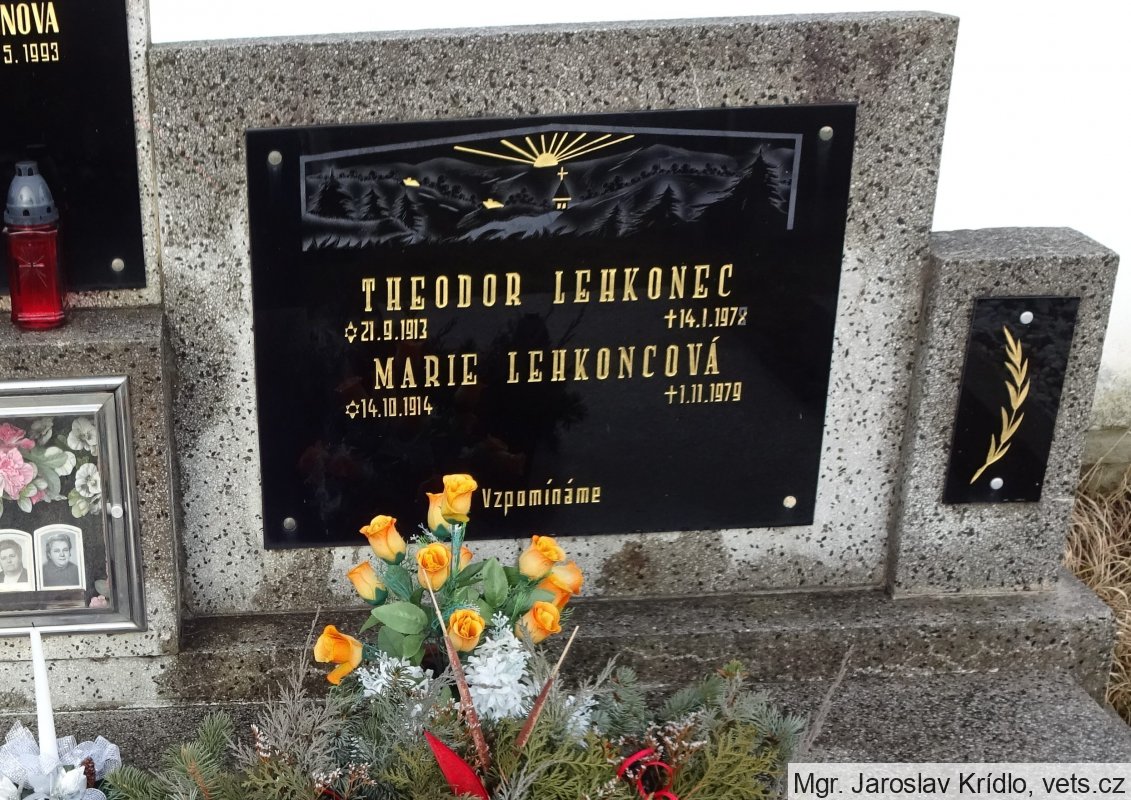 NOVA
5.1993
THEODOR LEHKONEC
✡21.9.1913 ✝14.1.1978
MARIE LEHKONCOVÁ
✡14.10.1914 ✝1.11.1979
Vzpomínáme
Mgr. Jaroslav Krídlo, vets.cz